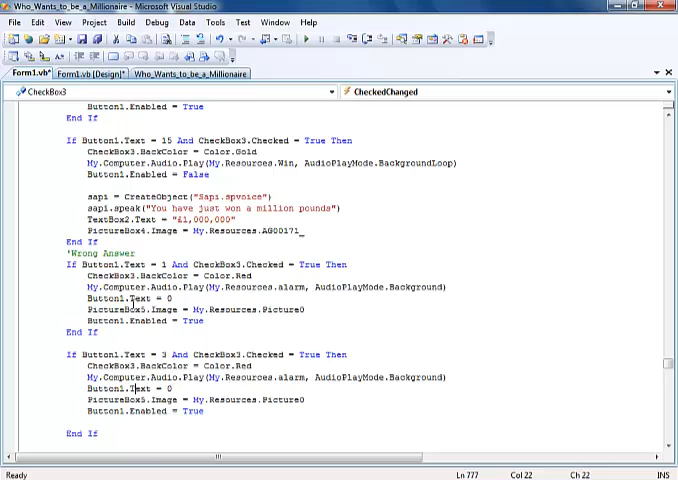 Who_Wants_to_be_a_Millionaire - Microsoft Visual Studio
File Edit View Project Build Debug Data Tools Test Window Help
Form1.vb* Form1.vb [Design]* Who_Wants_to_be_a_Millionaire
CheckBox3 CheckedChanged
Button1.Enabled = True
End If
If Button1.Text = 15 And CheckBox3.Checked = True Then
CheckBox3.BackColor = Color.Gold
My.Computer.Audio.Play(My.Resources.Win, AudioPlayMode.BackgroundLoop)
Button1.Enabled = False
sapi = CreateObject("Sapi.spvoice")
sapi.speak("You have just won a million pounds")
TextBox2.Text = "£1,000,000"
PictureBox4.Image = My.Resources.AG00171_
End If
'Wrong Answer
If Button1.Text = 1 And CheckBox3.Checked = True Then
CheckBox3.BackColor = Color.Red
My.Computer.Audio.Play(My.Resources.alarm, AudioPlayMode.Background)
Button1.Text = 0
PictureBox5.Image = My.Resources.Picture0
Button1.Enabled = True
End If
If Button1.Text = 3 And CheckBox3.Checked = True Then
CheckBox3.BackColor = Color.Red
My.Computer.Audio.Play(My.Resources.alarm, AudioPlayMode.Background)
Button1.Text = 0
PictureBox5.Image = My.Resources.Picture0
Button1.Enabled = True
End If
Ready Ln 777 Col 22 Ch 22 INS